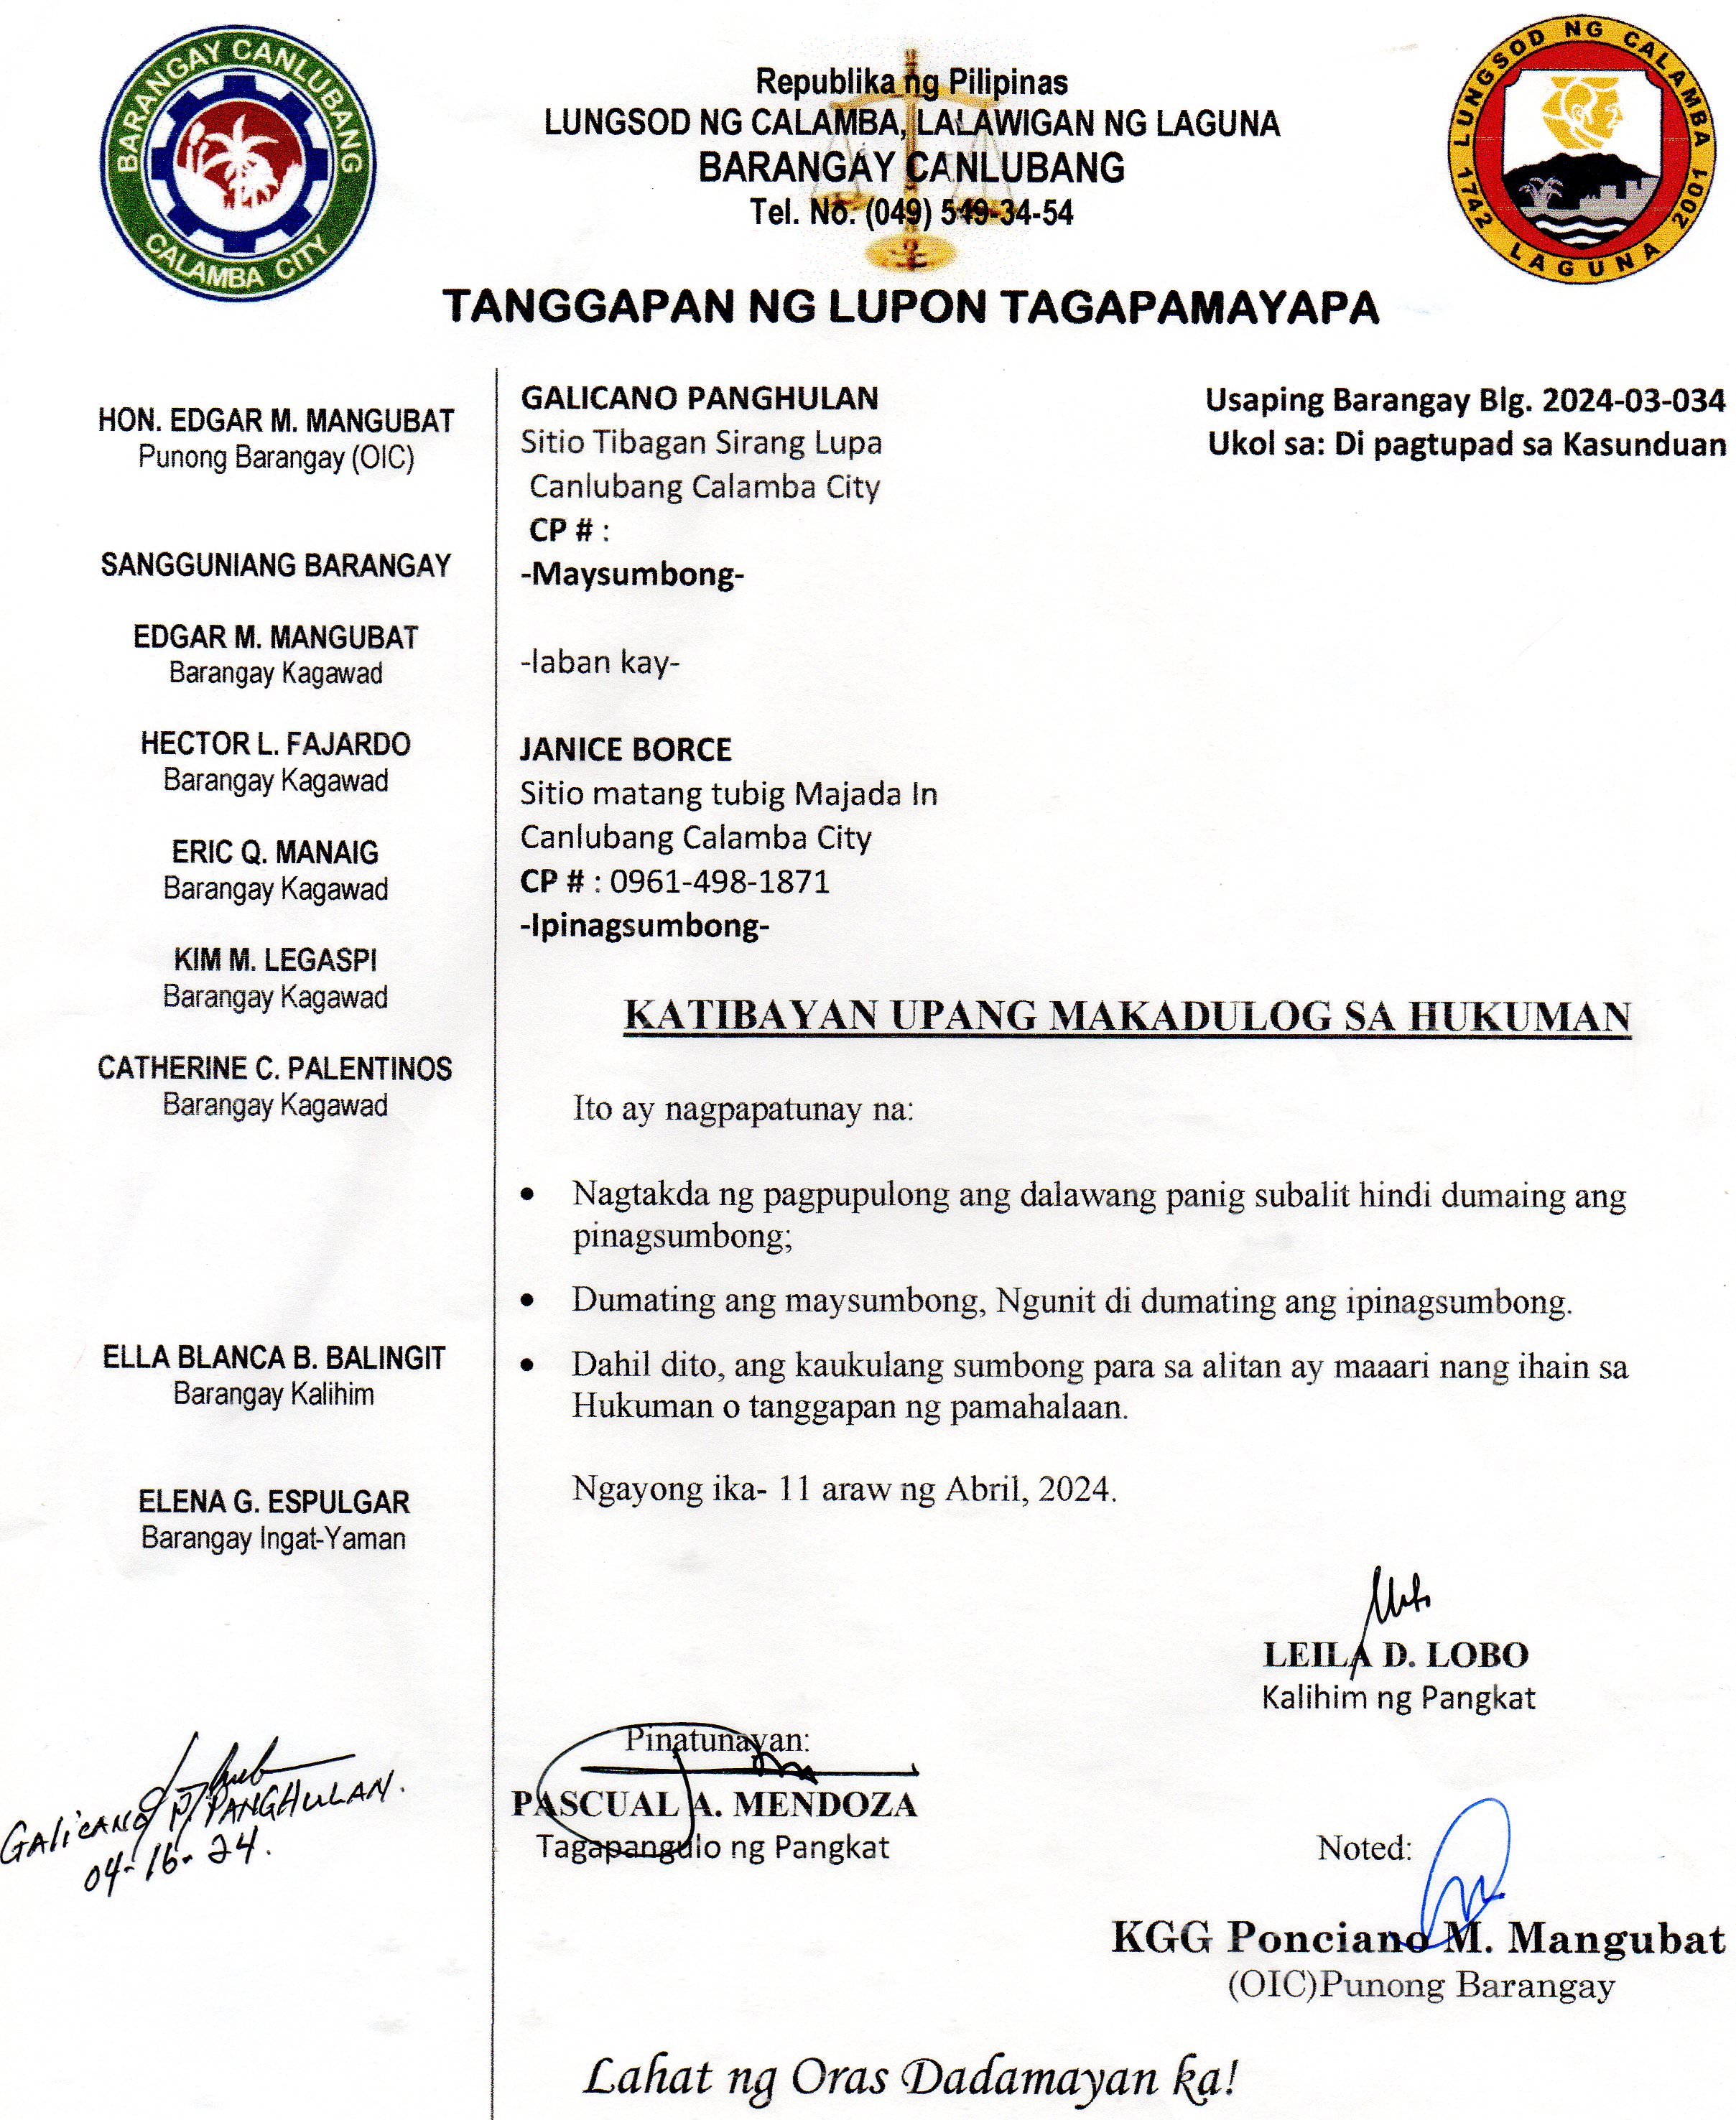 BARANGAY CANLUBANG
CALAMBA CITY
Republika ng Pilipinas
LUNGSOD NG CALAMBA, LALAWIGAN NG LAGUNA
BARANGAY CANLUBANG
Tel. No. (049) 549-34-54
LUNGSOD NG CALAMBA
1742 LAGUNA 2001
TANGGAPAN NG LUPON TAGAPAMAYAPA
HON. EDGAR M. MANGUBAT
Punong Barangay (OIC)
SANGGUNIANG BARANGAY
EDGAR M. MANGUBAT
Barangay Kagawad
HECTOR L. FAJARDO
Barangay Kagawad
ERIC Q. MANAIG
Barangay Kagawad
KIM M. LEGASPI
Barangay Kagawad
CATHERINE C. PALENTINOS
Barangay Kagawad
ELLA BLANCA B. BALINGIT
Barangay Kalihim
ELENA G. ESPULGAR
Barangay Ingat-Yaman
GALICANO P. PANGHULAN.
04-16-24.
GALICANO PANGHULAN
Sitio Tibagan Sirang Lupa
Canlubang Calamba City
CP # :
-Maysumbong-
Usaping Barangay Blg. 2024-03-034
Ukol sa: Di pagtupad sa Kasunduan
-laban kay-
JANICE BORCE
Sitio matang tubig Majada In
Canlubang Calamba City
CP # : 0961-498-1871
-Ipinagsumbong-
KATIBAYAN UPANG MAKADULOG SA HUKUMAN
Ito ay nagpapatunay na:
• Nagtakda ng pagpupulong ang dalawang panig subalit hindi dumaing ang
pinagsumbong;
• Dumating ang maysumbong, Ngunit di dumating ang ipinagsumbong.
• Dahil dito, ang kaukulang sumbong para sa alitan ay maaari nang ihain sa
Hukuman o tanggapan ng pamahalaan.
Ngayong ika- 11 araw ng Abril, 2024.
LEILA D. LOBO
Kalihim ng Pangkat
Pinatunayan:
PASCUAL A. MENDOZA
Tagapangulo ng Pangkat
Noted:
KGG Ponciano M. Mangubat
(OIC)Punong Barangay
Lahat ng Oras Dadamayan ka!